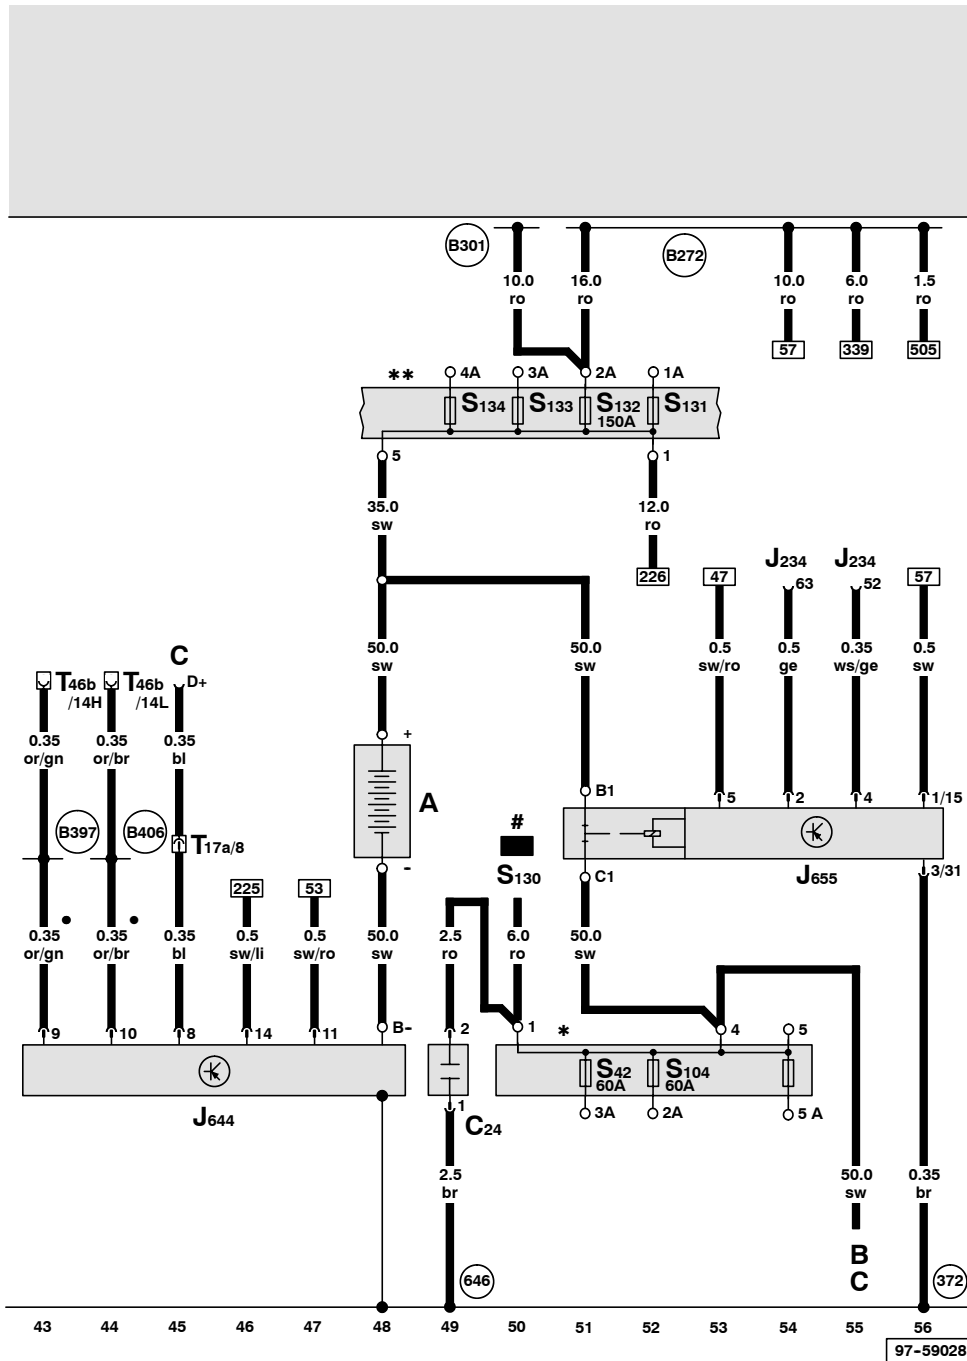 B301 B272
10.0 16.0 10.0 6.0 1.5
ro ro ro ro ro
57 339 505
** 4A 3A 2A 1A
S134 S133 S132 S131
150A
5 1
35.0 12.0
sw ro
226 47 J234 J234 57
63 52
50.0 50.0 0.5 0.5 0.35 0.5
sw sw sw/ro ge ws/ge sw
C
T46b T46b D+
/14H /14L
+
0.35 0.35 0.35
or/gn or/br bl
A
B1 5 2 4 1/15
B397 B406 T17a/8
#
-
S130
C1 J655 3/31
225 53
0.35 0.35 0.35 0.5 0.5 50.0 2.5 6.0 50.0
or/gn or/br bl sw/li sw/ro sw ro ro sw
9 10 8 14 11 B- 2 1 * 4 5
S42 S104
60A 60A
J644
1
C24
3A 2A 5 A
2.5 50.0 0.35
br sw br
B
C
646 372
43 44 45 46 47 48 49 50 51 52 53 54 55 56
97-59028